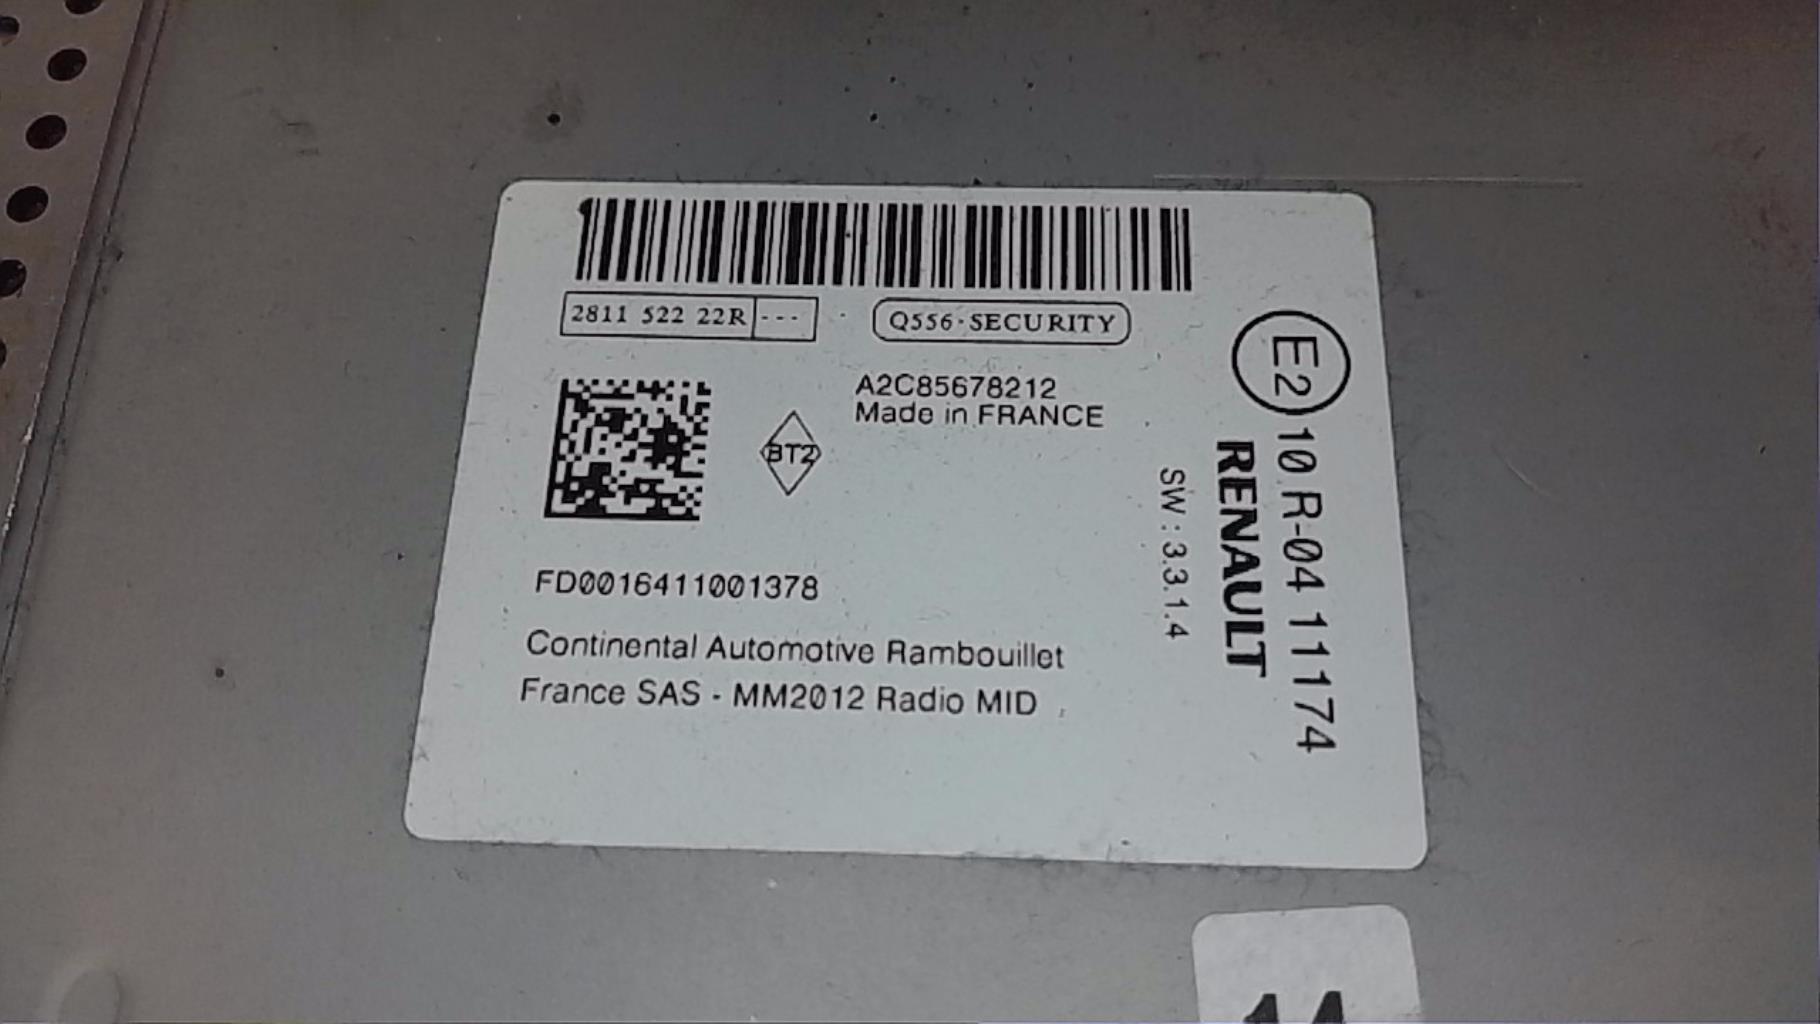 2811 522 22R ---
Q556-SECURITY
A2C85678212
Made in FRANCE
BT2
FD0016411001378
Continental Automotive Rambouillet
France SAS - MM2012 Radio MID
E2 10 R-04 11174
RENAULT
SW : 3.3.1.4